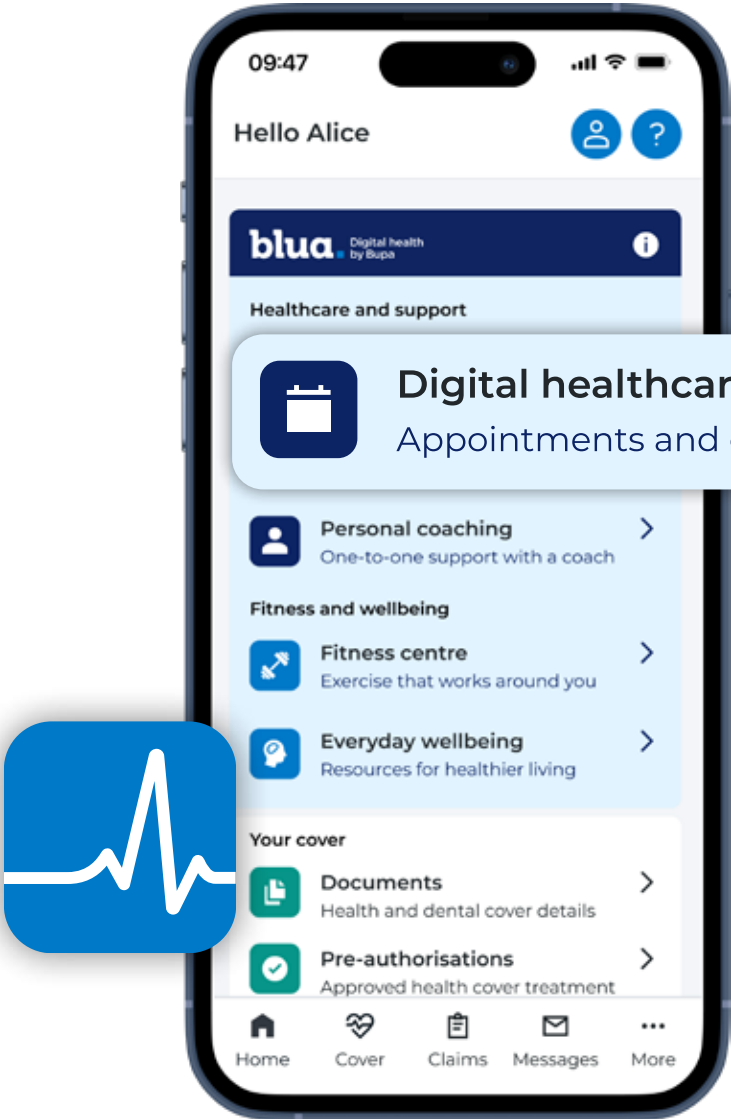 09:47
Hello Alice
?
blua. Digital health
by Bupa
i
Healthcare and support
Digital healthcar
Appointments and
Personal coaching
One-to-one support with a coach
Fitness and wellbeing
Fitness centre
Exercise that works around you
Everyday wellbeing
Resources for healthier living
Your cover
Documents
Health and dental cover details
Pre-authorisations
Approved health cover treatment
Home Cover Claims Messages More